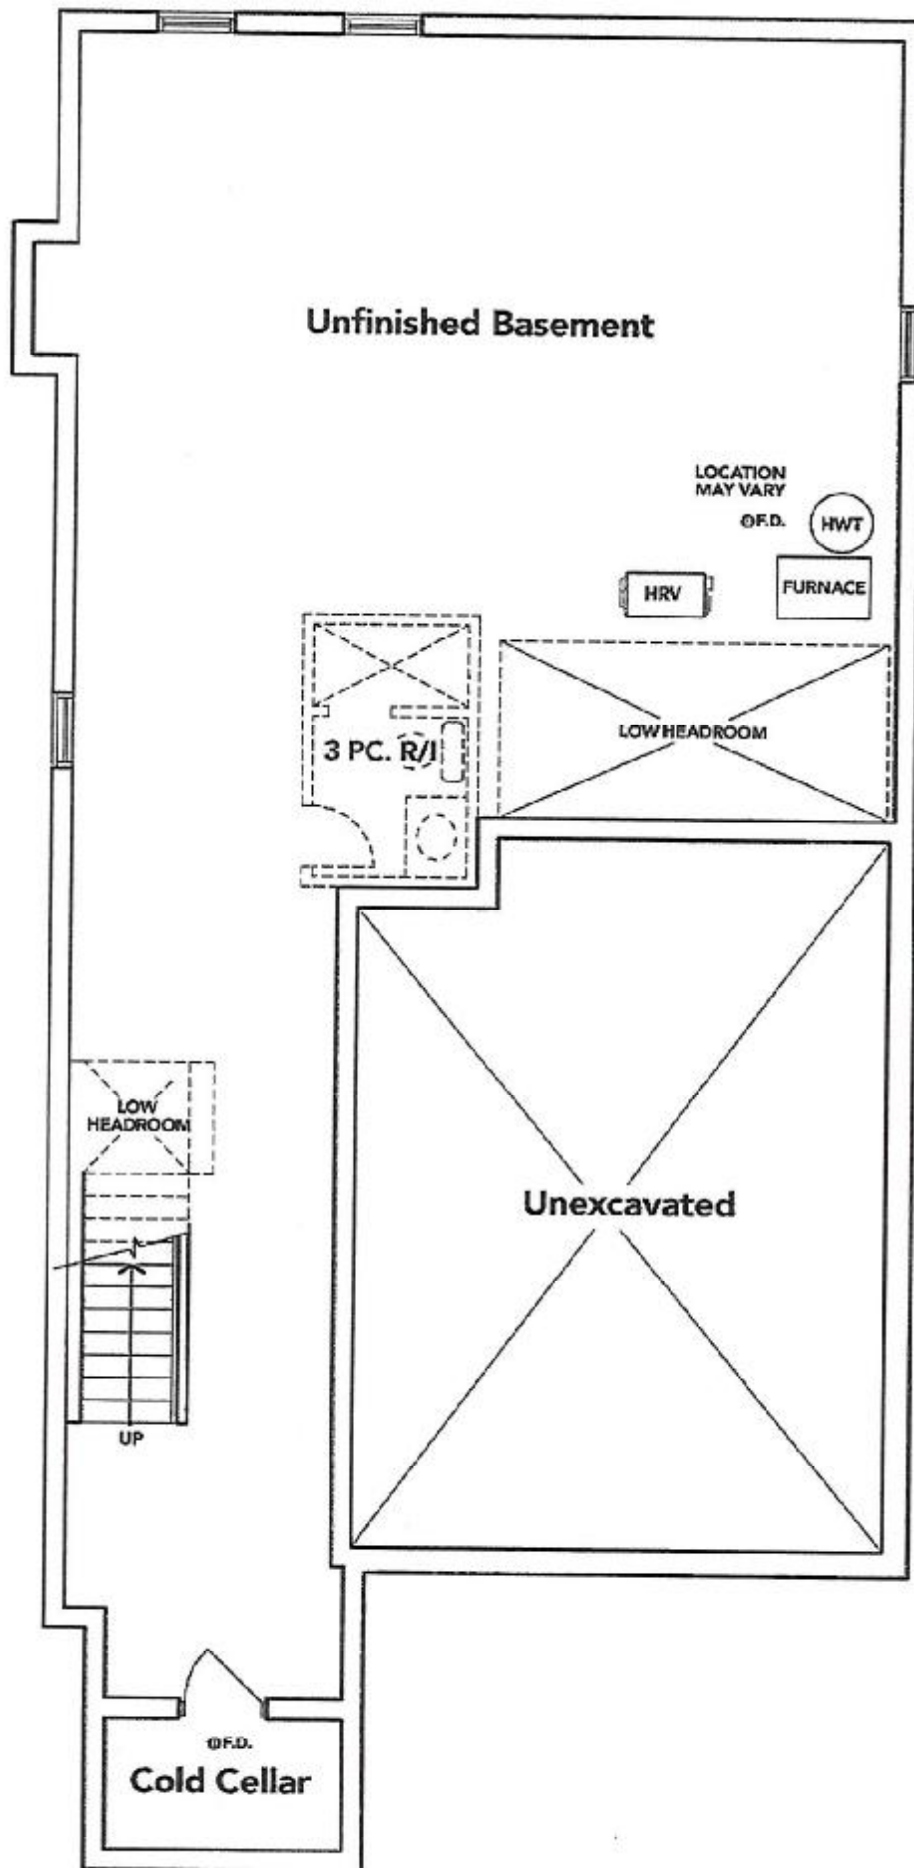 Unfinished Basement
LOCATION
MAY VARY
F.D.
HWT
HRV
FURNACE
3 PC. R/I
LOW HEADROOM
LOW
HEADROOM
Unexcavated
UP
F.D.
Cold Cellar